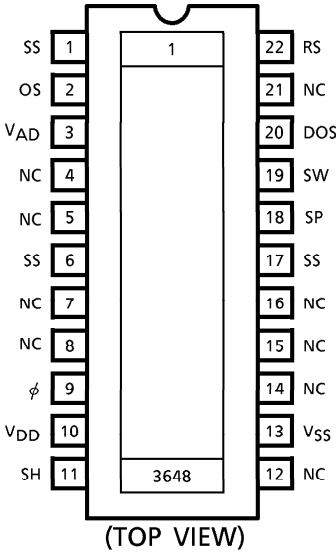 SS 1 1 22 RS
OS 2 21 NC
VAD 3 20 DOS
NC 4 19 SW
NC 5 18 SP
SS 6 17 SS
NC 7 16 NC
NC 8 15 NC
ϕ 9 14 NC
VDD 10 13 VSS
SH 11 3648 12 NC
(TOP VIEW)